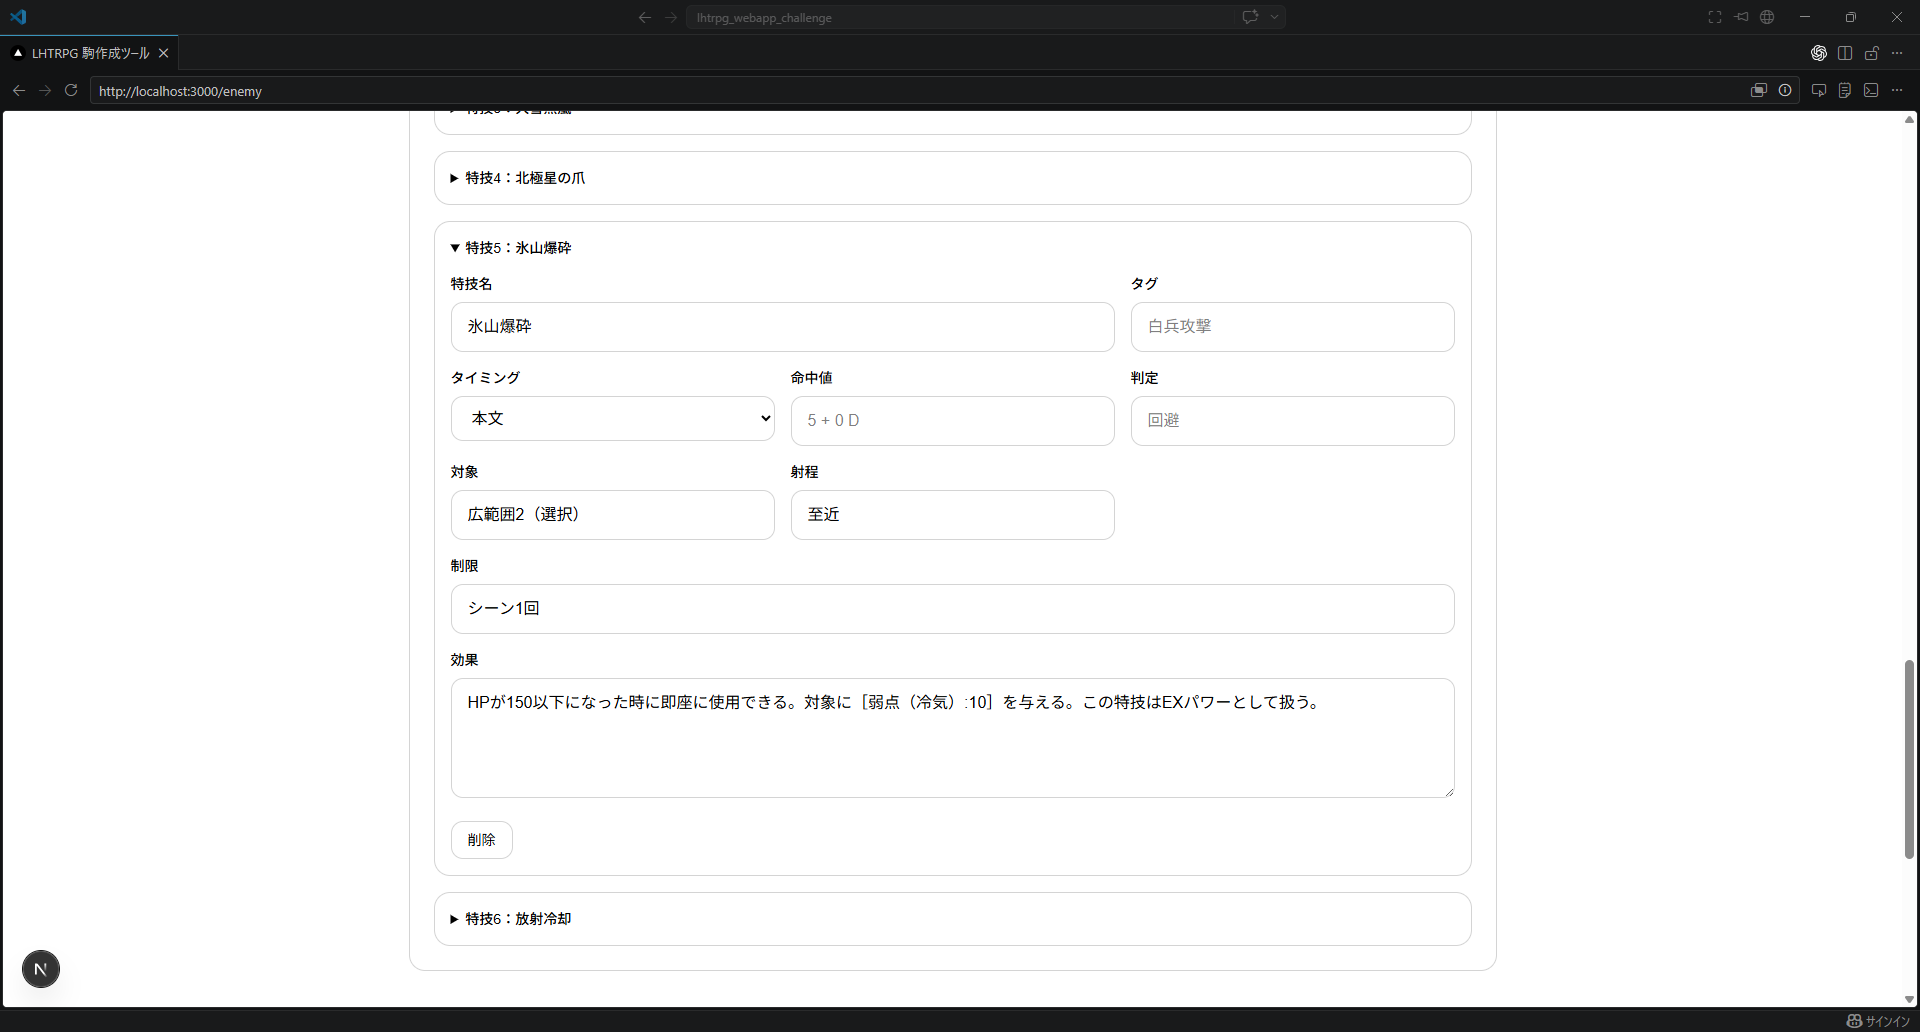 lhtrpg_webapp_challenge
LHTRPG 駒作成ツール
http://localhost:3000/enemy
特技4：北極星の爪
特技5：氷山爆砕
特技名
タグ
氷山爆砕
白兵攻撃
タイミング
命中値
判定
本文
5 + 0 D
回避
対象
射程
広範囲2（選択）
至近
制限
シーン1回
効果
HPが150以下になった時に即座に使用できる。対象に［弱点（冷気）:10］を与える。この特技はEXパワーとして扱う。
削除
特技6：放射冷却
N
サインイン